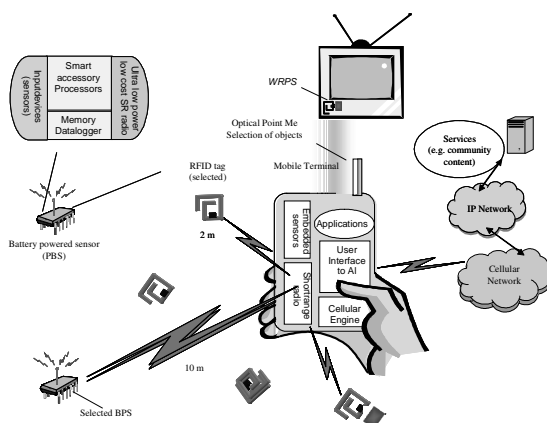 Inputdevices
(sensors)
Smart
accessory
Processors
Memory
Datalogger
Ultra low power
low cost SR radio
WRPS
Optical Point Me
Selection of objects
Mobile Terminal
Services
(e.g. community
content)
RFID tag
(selected)
IP Network
Battery powered sensor
(PBS)
2 m
Embedded
sensors
Applications
User
Interface
to AI
Shortrange
radio
Cellular
Engine
Cellular
Network
10 m
Selected BPS